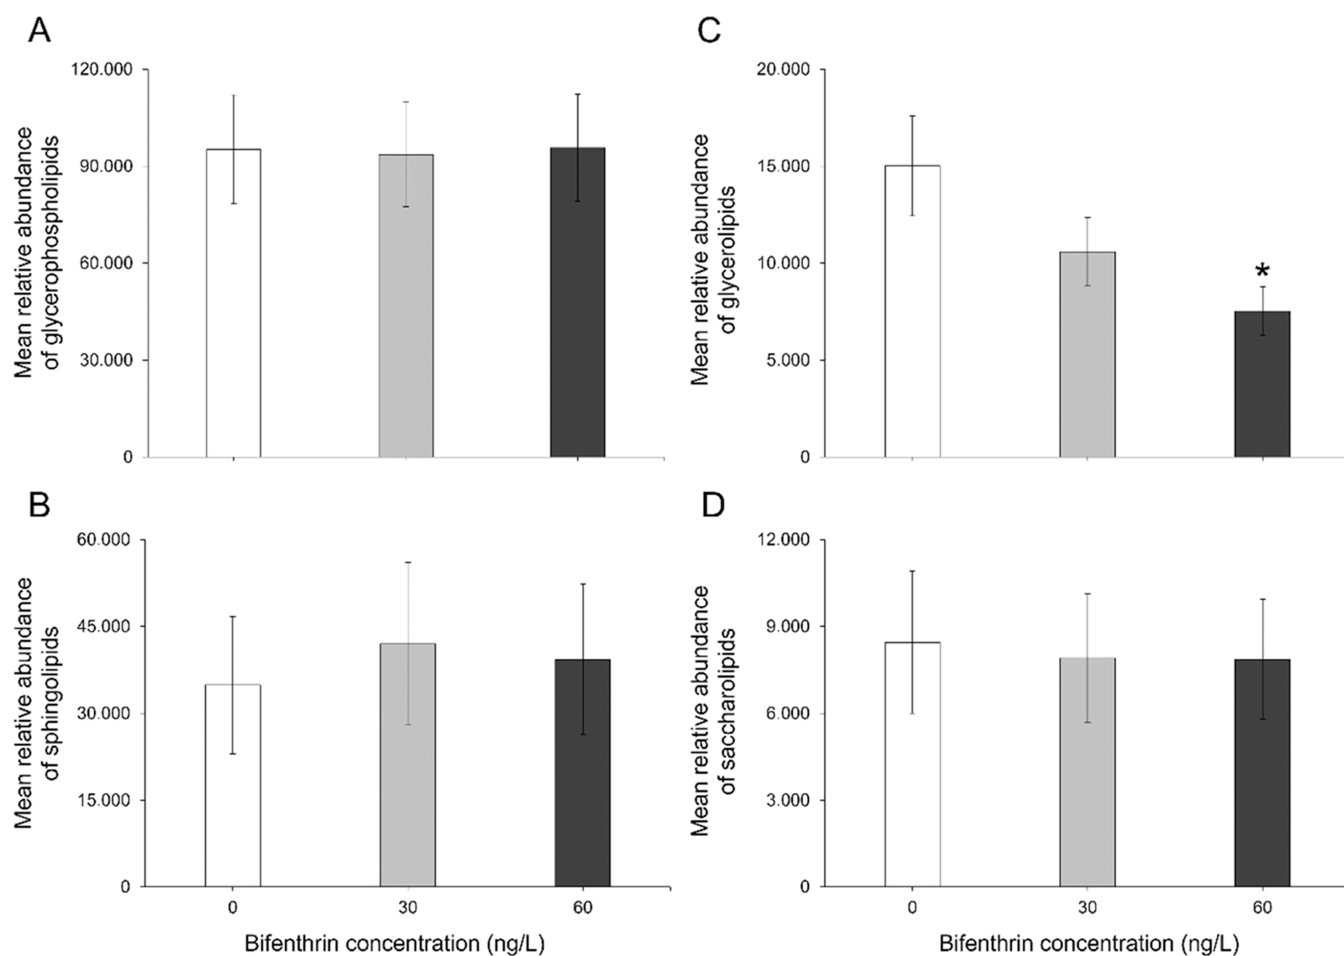 A
120.000
90.000
60.000
30.000
0
Mean relative abundance
of glycerophospholipids
C
20.000
15.000
10.000
5.000
0
Mean relative abundance
of glycerolipids
*
B
60.000
45.000
30.000
15.000
0
Mean relative abundance
of sphingolipids
0 30 60
Bifenthrin concentration (ng/L)
D
12.000
9.000
6.000
3.000
0
Mean relative abundance
of saccharolipids
0 30 60
Bifenthrin concentration (ng/L)